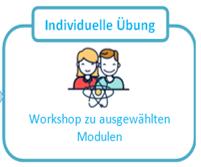 Individuelle Übung
Workshop zu ausgewählten
Modulen